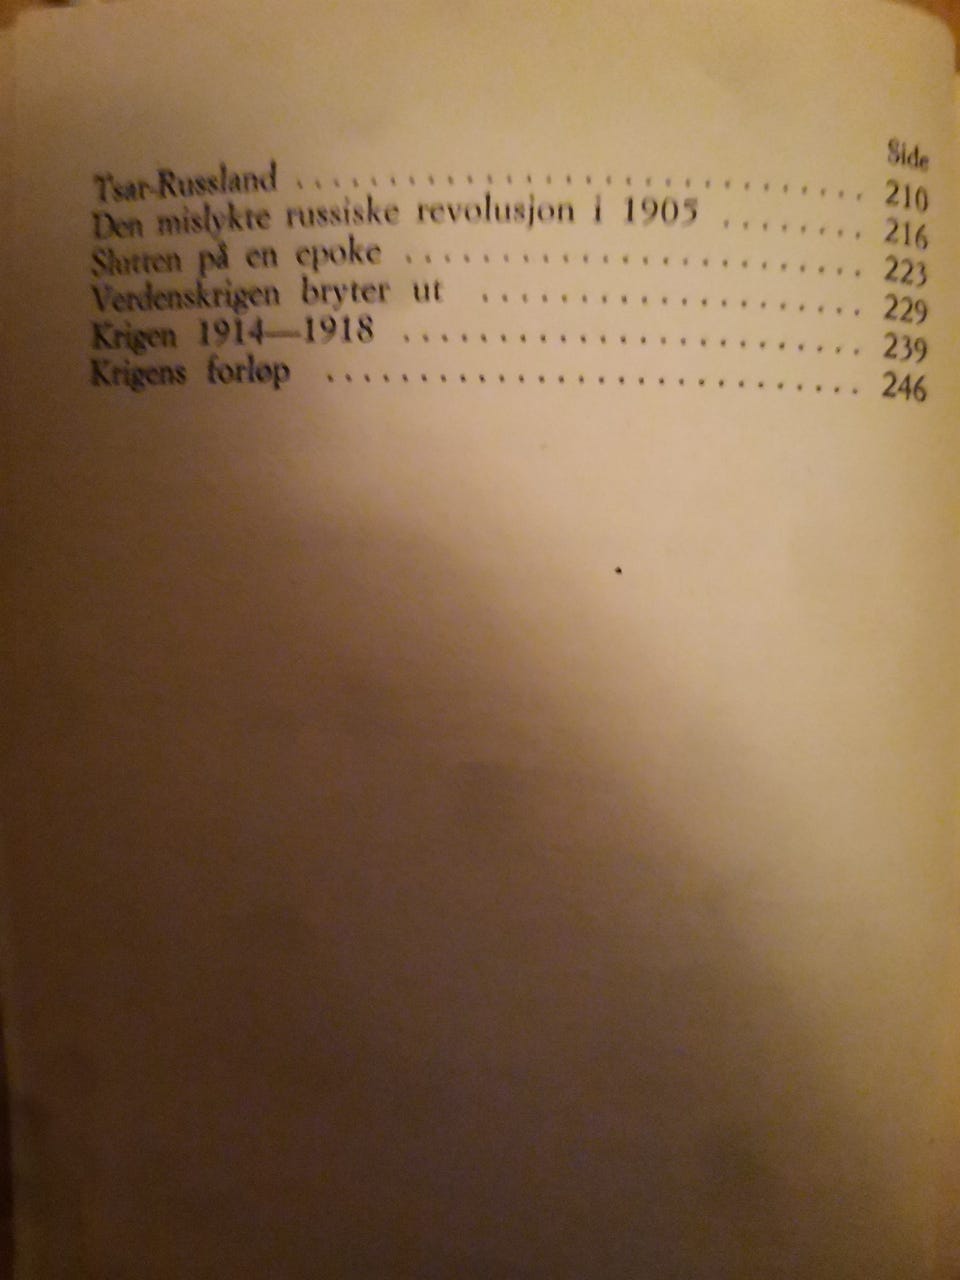 Side
Tsar-Russland .............................. 210
Den mislykte russiske revolusjon i 1905 ........ 216
Slutten på en epoke ........................ 223
Verdenskrigen bryter ut .................... 229
Krigen 1914—1918 ........................ 239
Krigens forløp ............................ 246